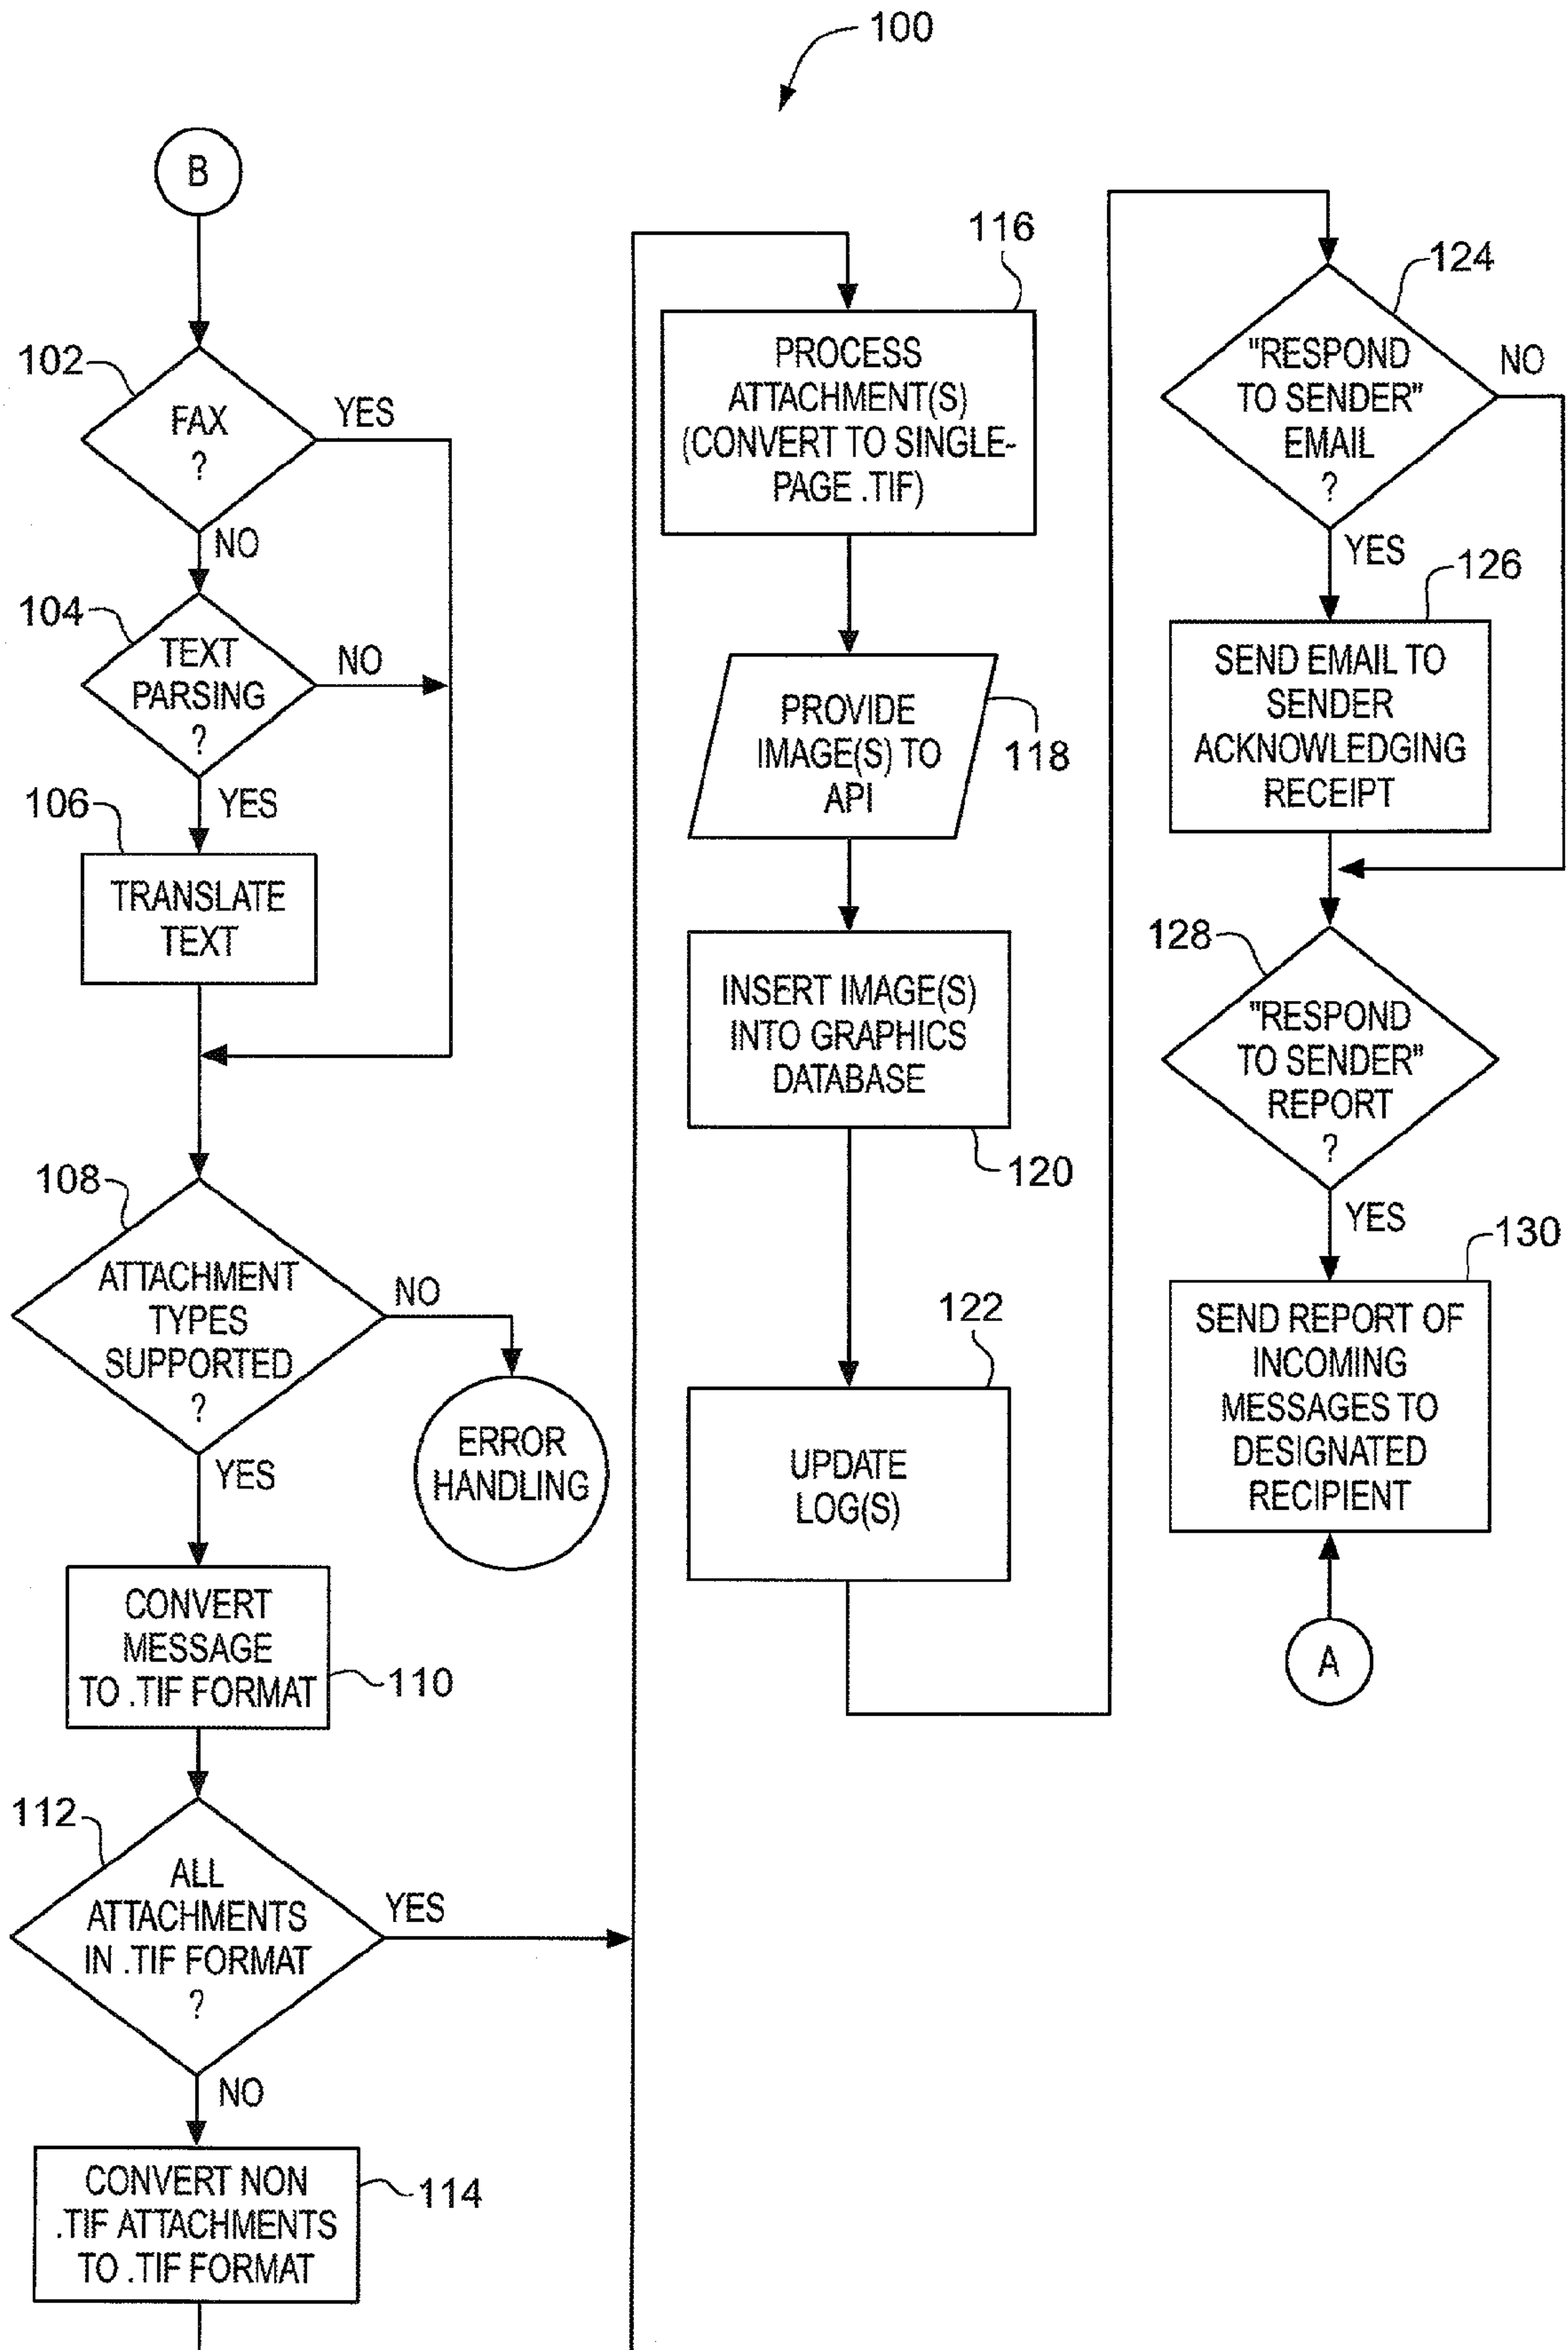 100
B
102
FAX
?
YES
NO
104
TEXT
PARSING
?
NO
YES
106
TRANSLATE
TEXT
108
ATTACHMENT
TYPES
SUPPORTED
?
NO
ERROR
HANDLING
YES
CONVERT
MESSAGE
TO .TIF FORMAT
110
112
ALL
ATTACHMENTS
IN .TIF FORMAT
?
YES
NO
CONVERT NON
.TIF ATTACHMENTS
TO .TIF FORMAT
114
116
PROCESS
ATTACHMENT(S)
(CONVERT TO SINGLE-
PAGE .TIF)
PROVIDE
IMAGE(S) TO
API
118
INSERT IMAGE(S)
INTO GRAPHICS
DATABASE
120
122
UPDATE
LOG(S)
124
"RESPOND
TO SENDER"
EMAIL
?
NO
YES
126
SEND EMAIL TO
SENDER
ACKNOWLEDGING
RECEIPT
128
"RESPOND
TO SENDER"
REPORT
?
YES
130
SEND REPORT OF
INCOMING
MESSAGES TO
DESIGNATED
RECIPIENT
A